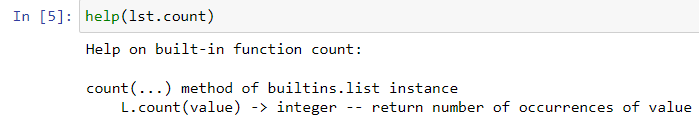 In [5]: help(lst.count)
Help on built-in function count:
count(...) method of builtins.list instance
L.count(value) -> integer -- return number of occurrences of value